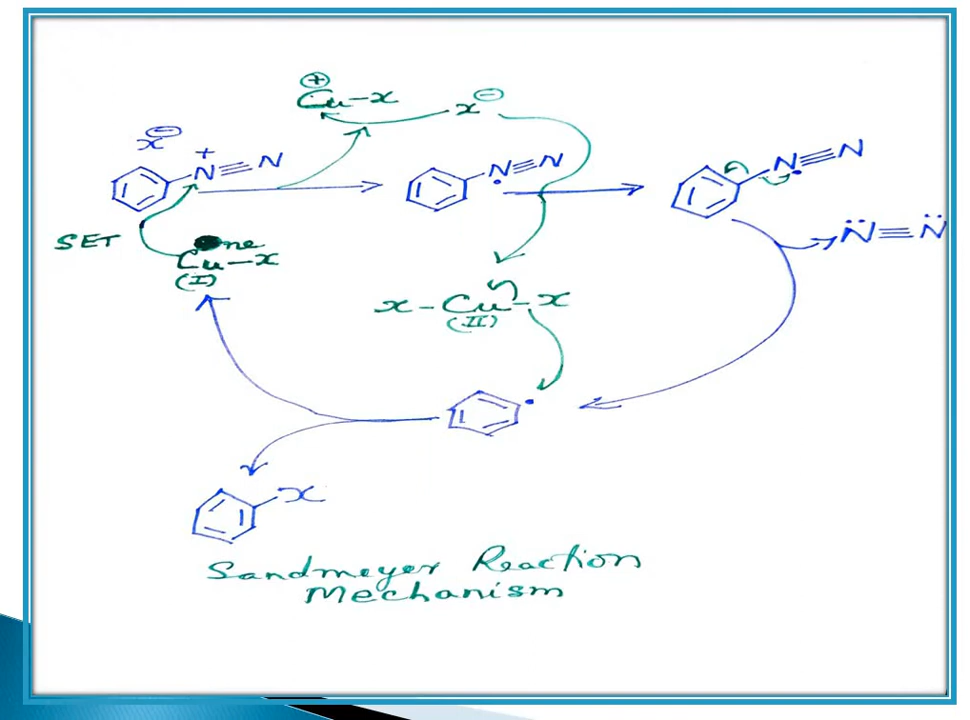 +
Cu-x
x-
x-
+
N≡N
N≡N
N≡N
SET
One
Cu-x
(I)
N̈≡N̈
x-Cu-x
(II)
X
Sandmeyer Reaction
Mechanism